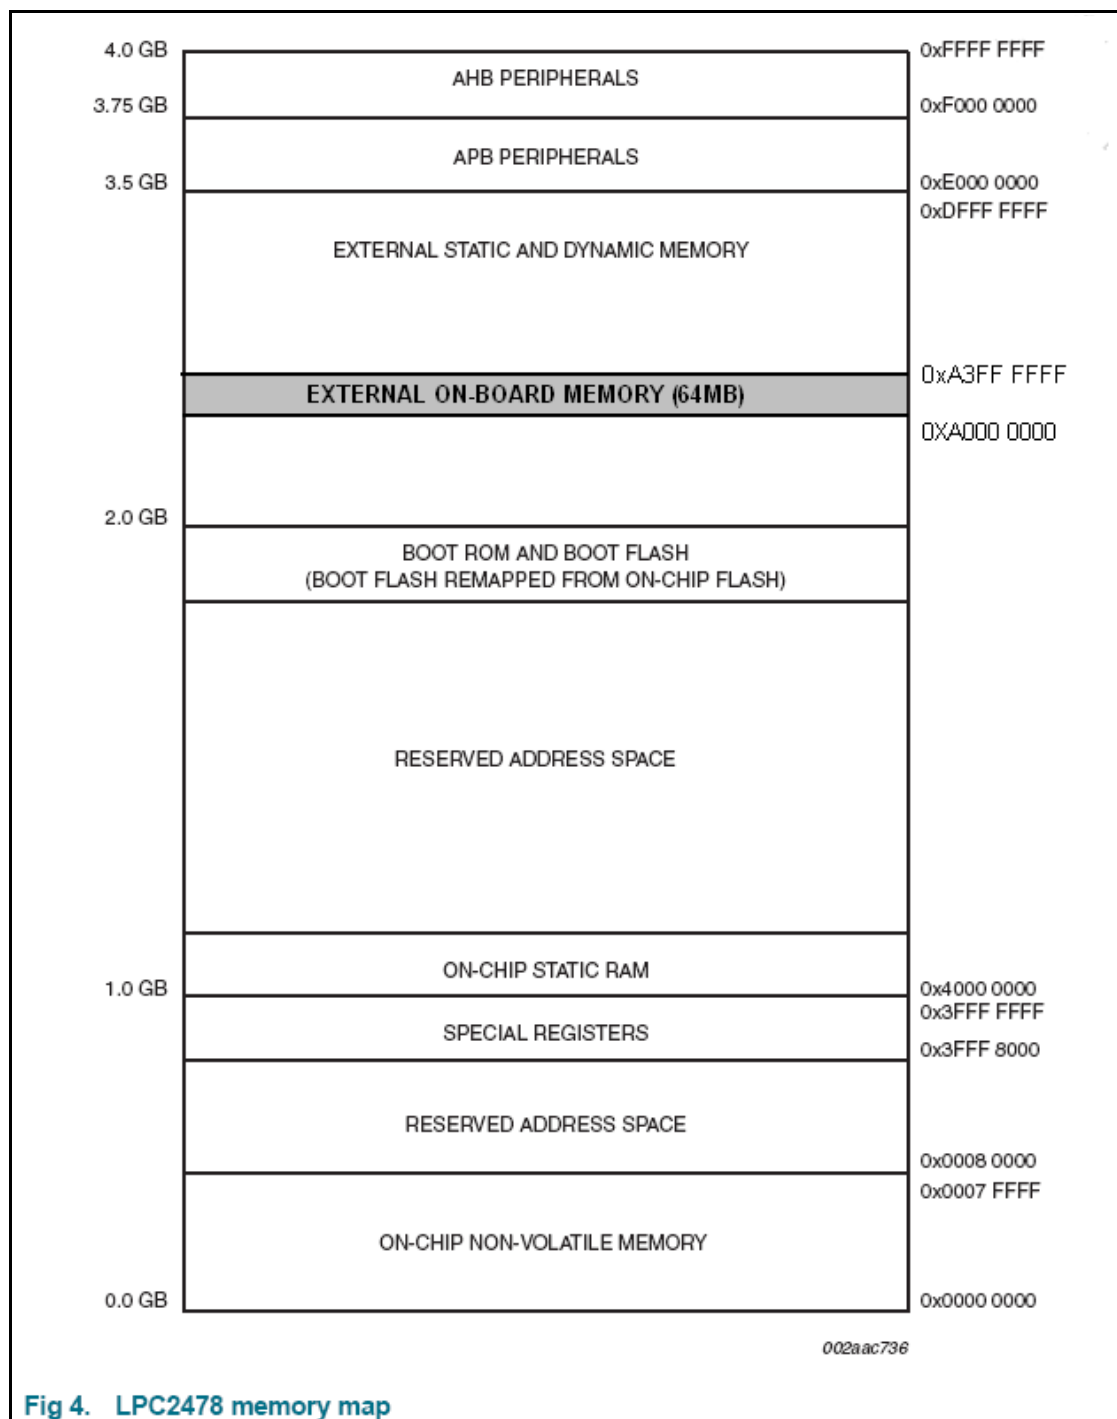 4.0 GB
0xFFFF FFFF
AHB PERIPHERALS
3.75 GB
0xF000 0000
APB PERIPHERALS
3.5 GB
0xE000 0000
0xDFFF FFFF
EXTERNAL STATIC AND DYNAMIC MEMORY
0xA3FF FFFF
EXTERNAL ON-BOARD MEMORY (64MB)
0XA000 0000
2.0 GB
BOOT ROM AND BOOT FLASH
(BOOT FLASH REMAPPED FROM ON-CHIP FLASH)
RESERVED ADDRESS SPACE
ON-CHIP STATIC RAM
1.0 GB
0x4000 0000
0x3FFF FFFF
SPECIAL REGISTERS
0x3FFF 8000
RESERVED ADDRESS SPACE
0x0008 0000
0x0007 FFFF
ON-CHIP NON-VOLATILE MEMORY
0.0 GB
0x0000 0000
002aac736
Fig 4. LPC2478 memory map